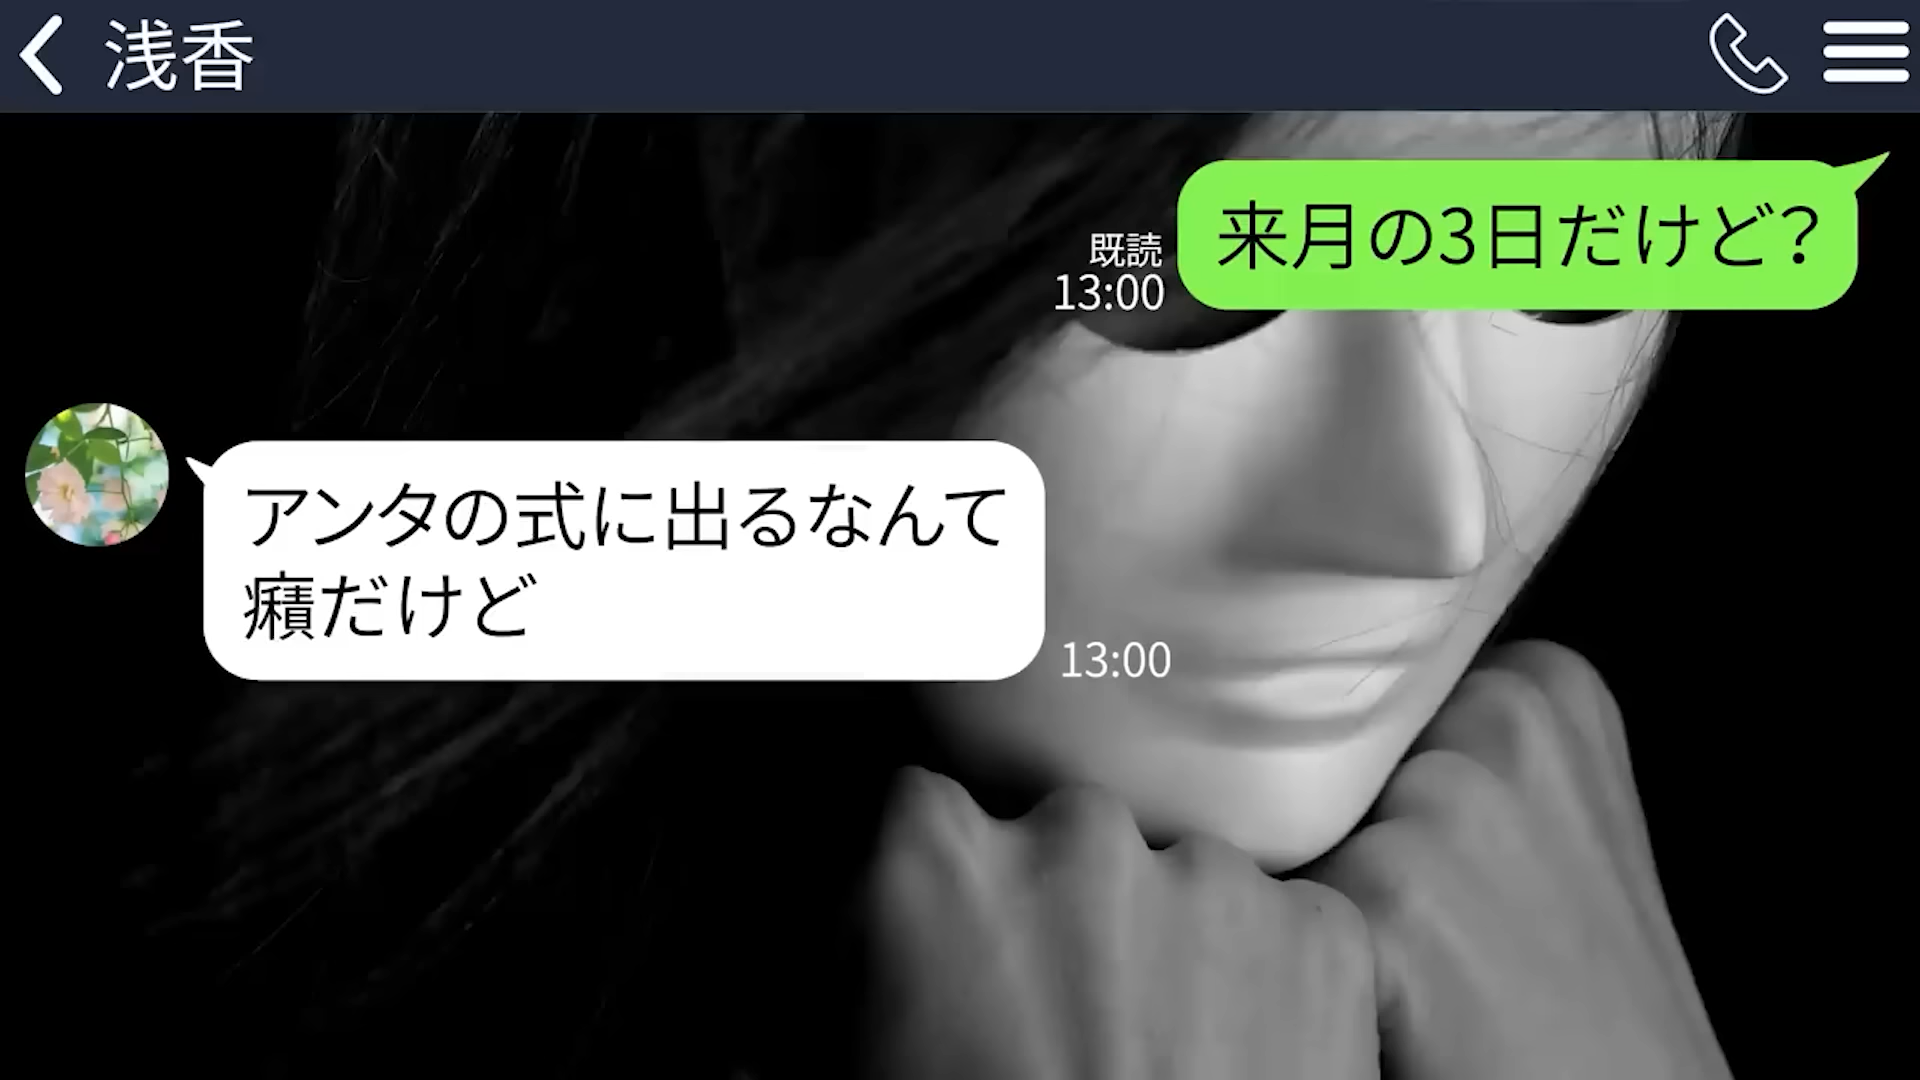 浅香
来月の3日だけど？
既読
13:00
アンタの式に出るなんて
癪だけど
13:00